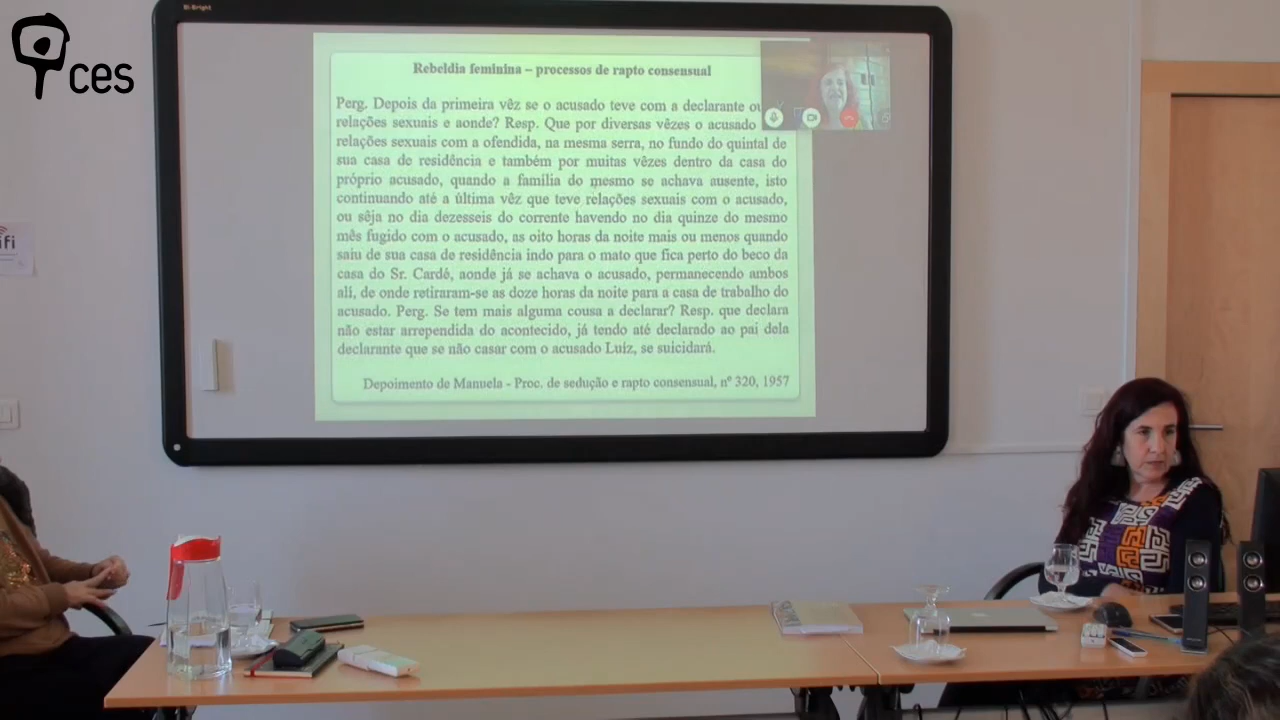 Bi-Bright
ces
Rebeldia feminina – processos de rapto consensual
Perg. Depois da primeira vêz se o acusado teve com a declarante
relações sexuais e aonde? Resp. Que por diversas vêzes o acusado
relações sexuais com a ofendida, na mesma serra, no fundo do quintal de
sua casa de residência e também por muitas vêzes dentro da casa do
próprio acusado, quando a família do mesmo se achava ausente, isto
continuando até a última vêz que teve relações sexuais com o acusado,
ou sêja no dia dezesseis do corrente havendo no dia quinze do mesmo
mês fugido com o acusado, as oito horas da noite mais ou menos quando
saiu de sua casa de residência indo para o mato que fica perto do beco da
casa do Sr. Cardé, aonde já se achava o acusado, permanecendo ambos
ali, de onde retiraram-se as doze horas da noite para a casa de trabalho do
acusado. Perg. Se tem mais alguma cousa a declarar? Resp. que declara
não estar arrependida do acontecido, já tendo até declarado ao pai dela
declarante que se não casar com o acusado Luíz, se suicidará.
Depoimento de Manuela - Proc. de sedução e rapto consensual, nº 320, 1957
ifi